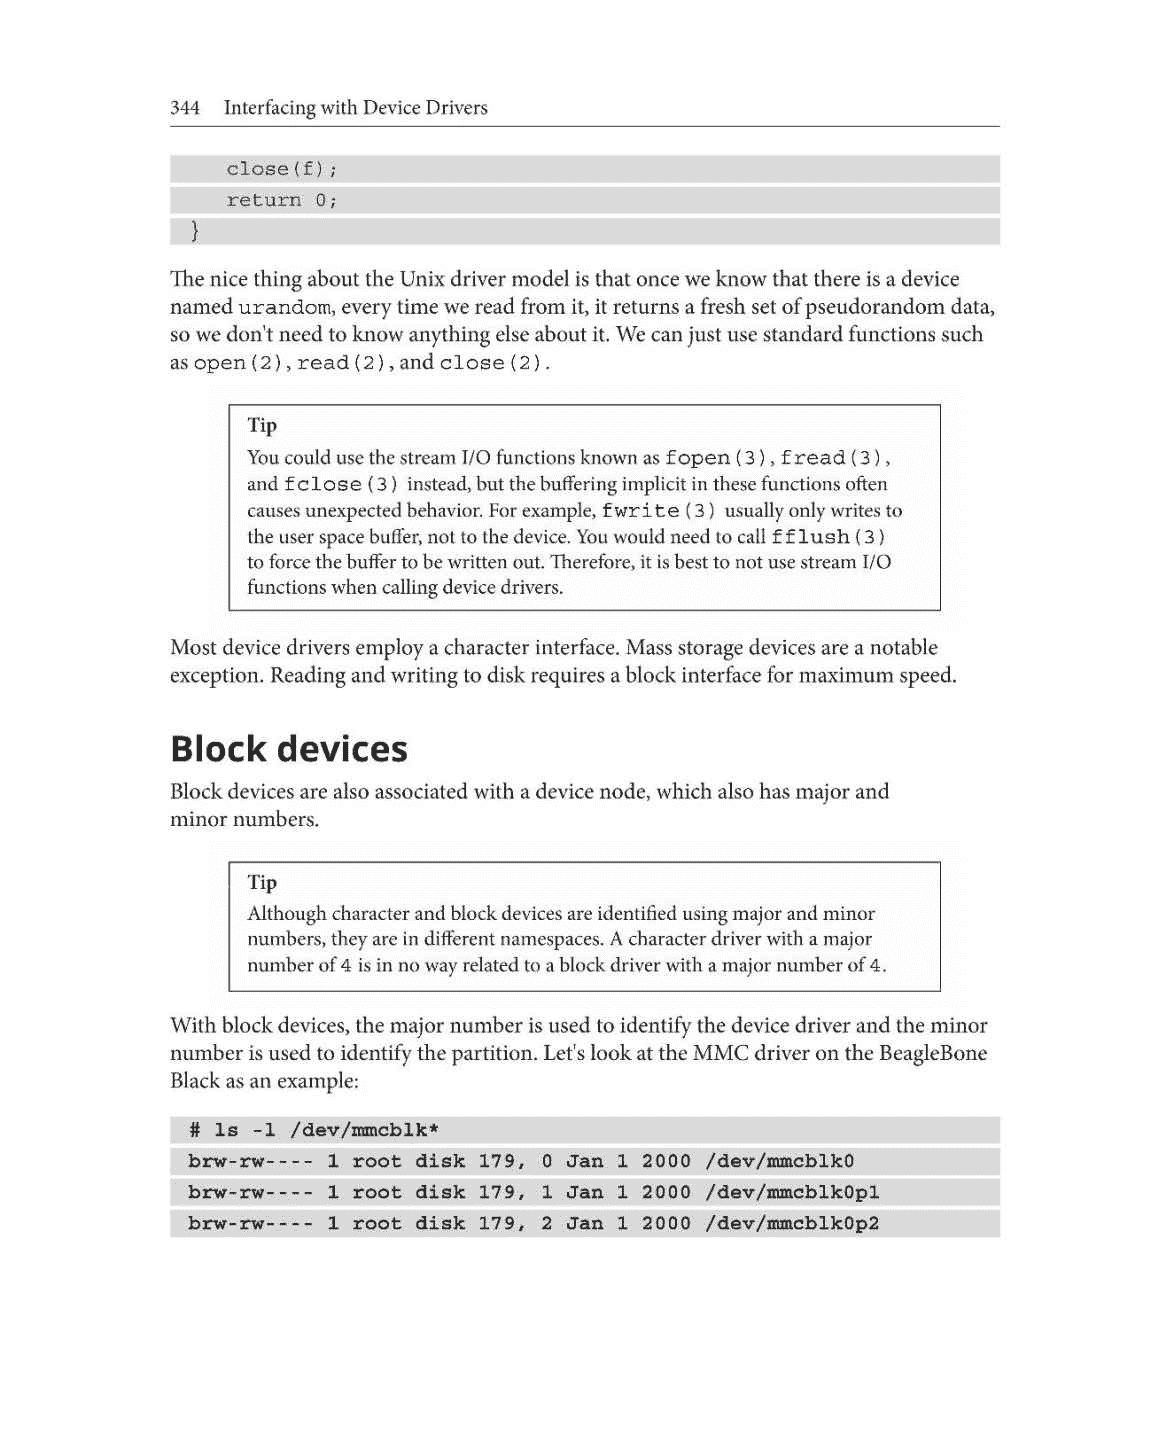 344 Interfacing with Device Drivers
close(f);
return 0;
}
The nice thing about the Unix driver model is that once we know that there is a device
named urandom, every time we read from it, it returns a fresh set of pseudorandom data,
so we don't need to know anything else about it. We can just use standard functions such
as open(2), read(2), and close(2).
Tip
You could use the stream I/O functions known as fopen(3), fread(3),
and fclose(3) instead, but the buffering implicit in these functions often
causes unexpected behavior. For example, fwrite(3) usually only writes to
the user space buffer, not to the device. You would need to call fflush(3)
to force the buffer to be written out. Therefore, it is best to not use stream I/O
functions when calling device drivers.
Most device drivers employ a character interface. Mass storage devices are a notable
exception. Reading and writing to disk requires a block interface for maximum speed.
Block devices
Block devices are also associated with a device node, which also has major and
minor numbers.
Tip
Although character and block devices are identified using major and minor
numbers, they are in different namespaces. A character driver with a major
number of 4 is in no way related to a block driver with a major number of 4.
With block devices, the major number is used to identify the device driver and the minor
number is used to identify the partition. Let's look at the MMC driver on the BeagleBone
Black as an example:
# ls -l /dev/mmcblk*
brw-rw---- 1 root disk 179, 0 Jan 1 2000 /dev/mmcblk0
brw-rw---- 1 root disk 179, 1 Jan 1 2000 /dev/mmcblk0p1
brw-rw---- 1 root disk 179, 2 Jan 1 2000 /dev/mmcblk0p2